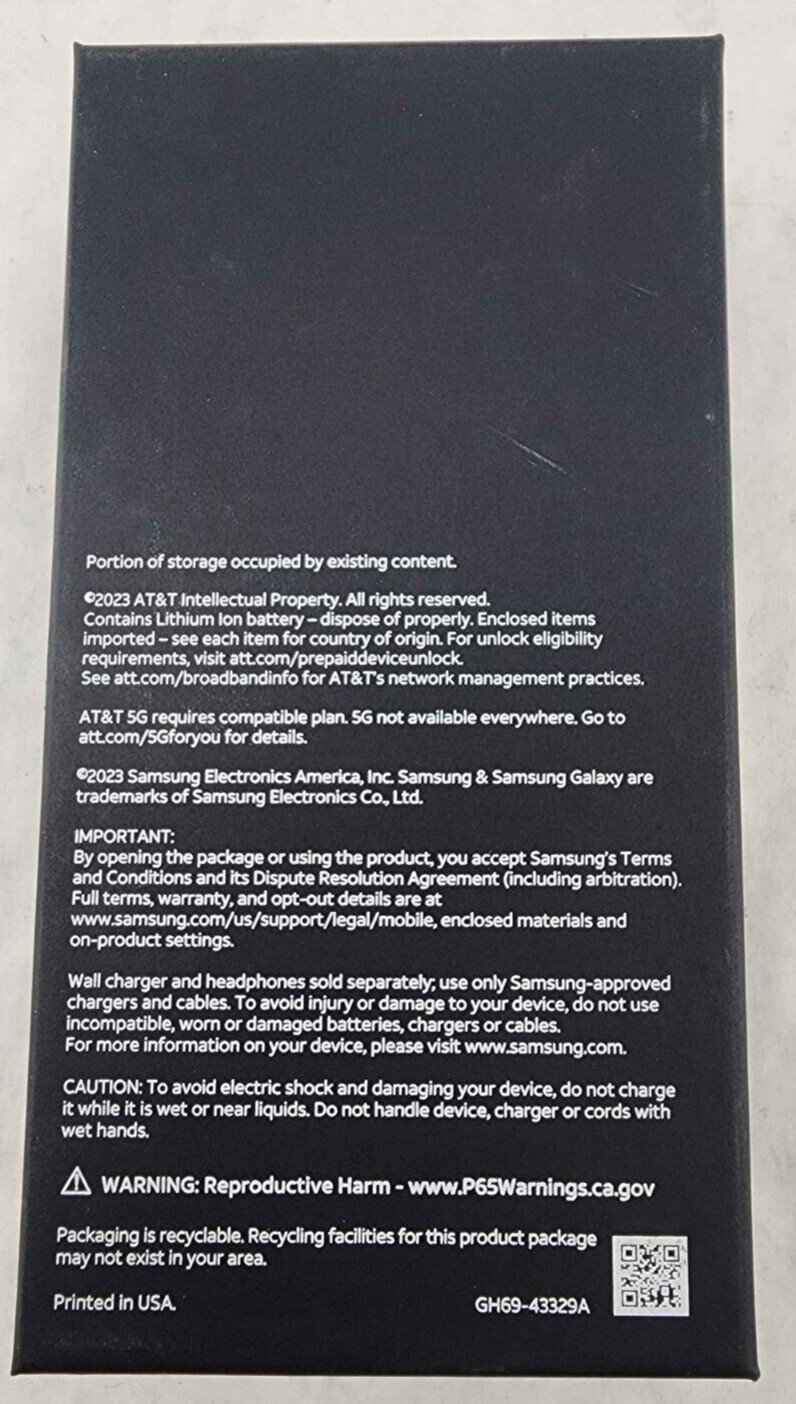 Portion of storage occupied by existing content.
©2023 AT&T Intellectual Property. All rights reserved.
Contains Lithium Ion battery – dispose of properly. Enclosed items
imported – see each item for country of origin. For unlock eligibility
requirements, visit att.com/prepaiddeviceunlock.
See att.com/broadbandinfo for AT&T's network management practices.
AT&T 5G requires compatible plan. 5G not available everywhere. Go to
att.com/5Gforyou for details.
©2023 Samsung Electronics America, Inc. Samsung & Samsung Galaxy are
trademarks of Samsung Electronics Co., Ltd.
IMPORTANT:
By opening the package or using the product, you accept Samsung's Terms
and Conditions and its Dispute Resolution Agreement (including arbitration).
Full terms, warranty, and opt-out details are at
www.samsung.com/us/support/legal/mobile, enclosed materials and
on-product settings.
Wall charger and headphones sold separately; use only Samsung-approved
chargers and cables. To avoid injury or damage to your device, do not use
incompatible, worn or damaged batteries, chargers or cables.
For more information on your device, please visit www.samsung.com.
CAUTION: To avoid electric shock and damaging your device, do not charge
it while it is wet or near liquids. Do not handle device, charger or cords with
wet hands.
WARNING: Reproductive Harm - www.P65Warnings.ca.gov
Packaging is recyclable. Recycling facilities for this product package
may not exist in your area.
Printed in USA.
GH69-43329A